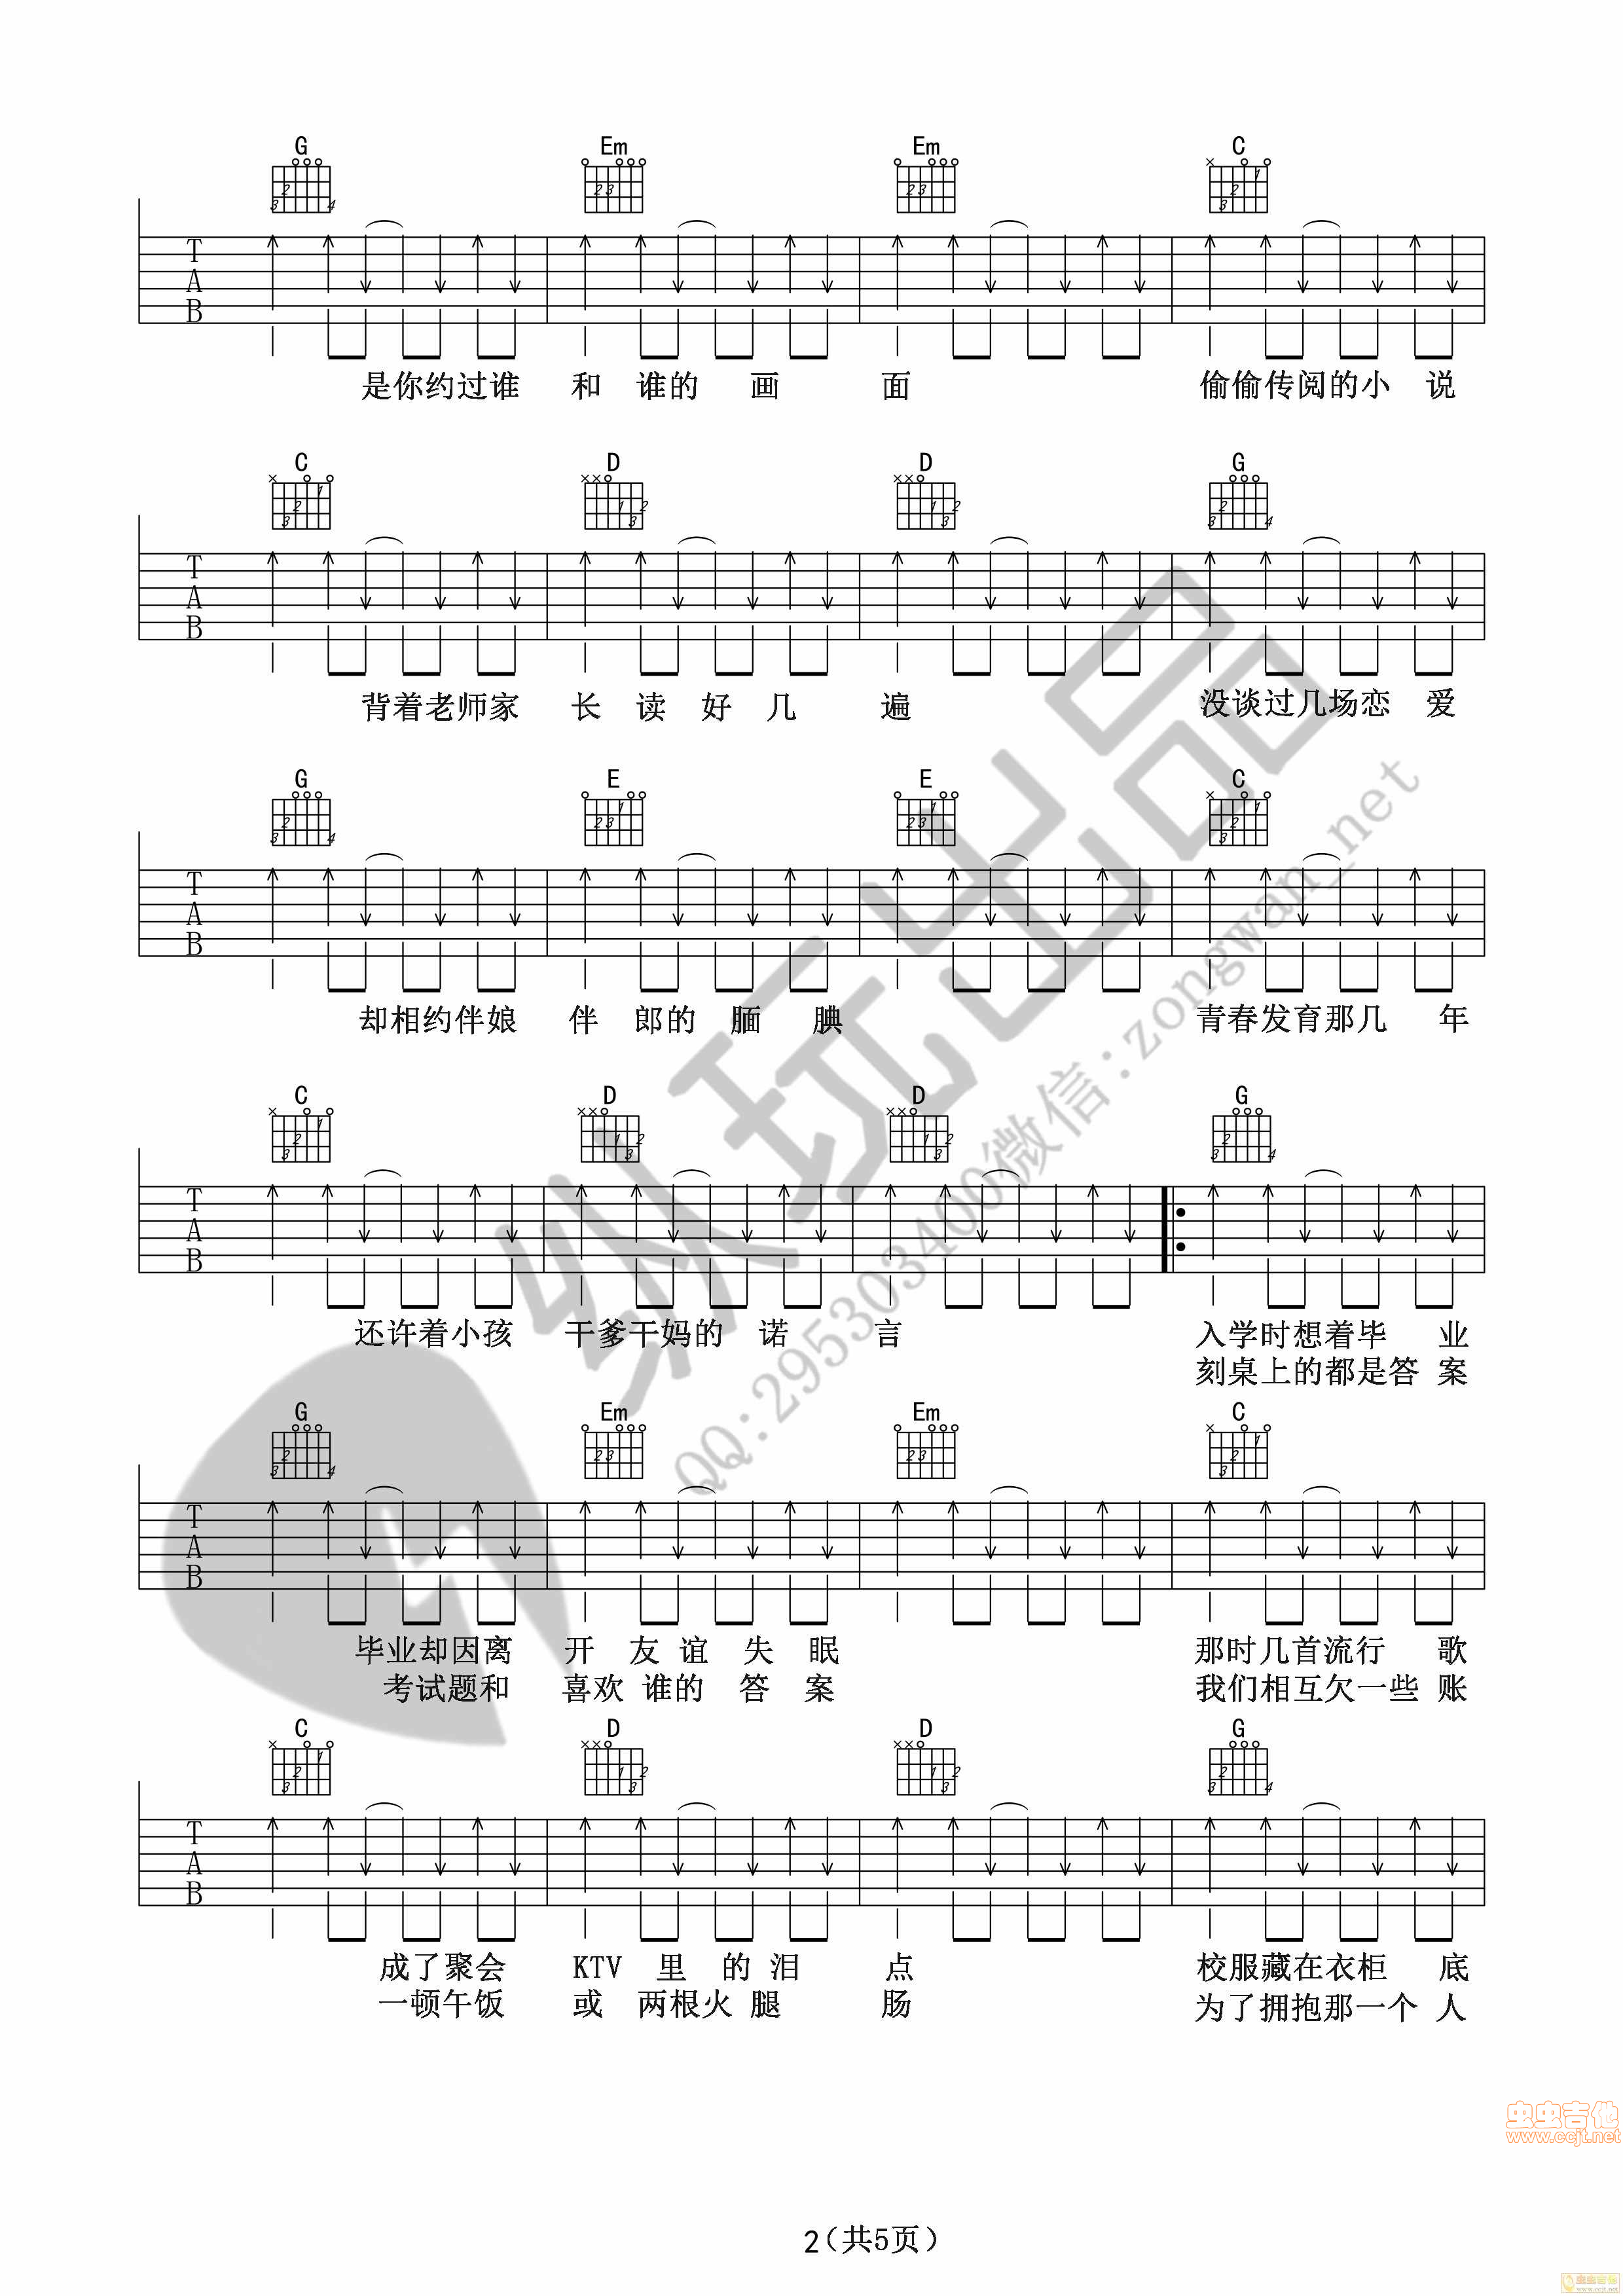 G Em Em C
T
A
B
是你约过谁 和 谁的 画 面 偷偷传阅的小 说
C D D G
T
A
B
背着老师家 长 读 好 几 遍 没谈过几场恋 爱
G E E C
T
A
B
却相约伴娘 伴 郎的 腼 腆 青春发育那几 年
C D D G
T
A
B
还许着小孩 干爹干妈的 诺 言 入学时想着毕 业
刻桌上的都是答 案
G Em Em C
T
A
B
毕业却因离 开 友 谊 失 眠 那时几首流行 歌
考试题和 喜欢 谁的 答 案 我们相互欠一些 账
C D D G
T
A
B
成了聚会 KTV 里 的 泪 点 校服藏在衣柜 底
一顿午饭 或 两根火 腿 肠 为了拥抱那一个 人
纵玩出品
QQ:295303400微信:zongwan_net
虫虫吉他
www.ccjt.net
2(共5页)
虫虫吉他
www.ccjt.net